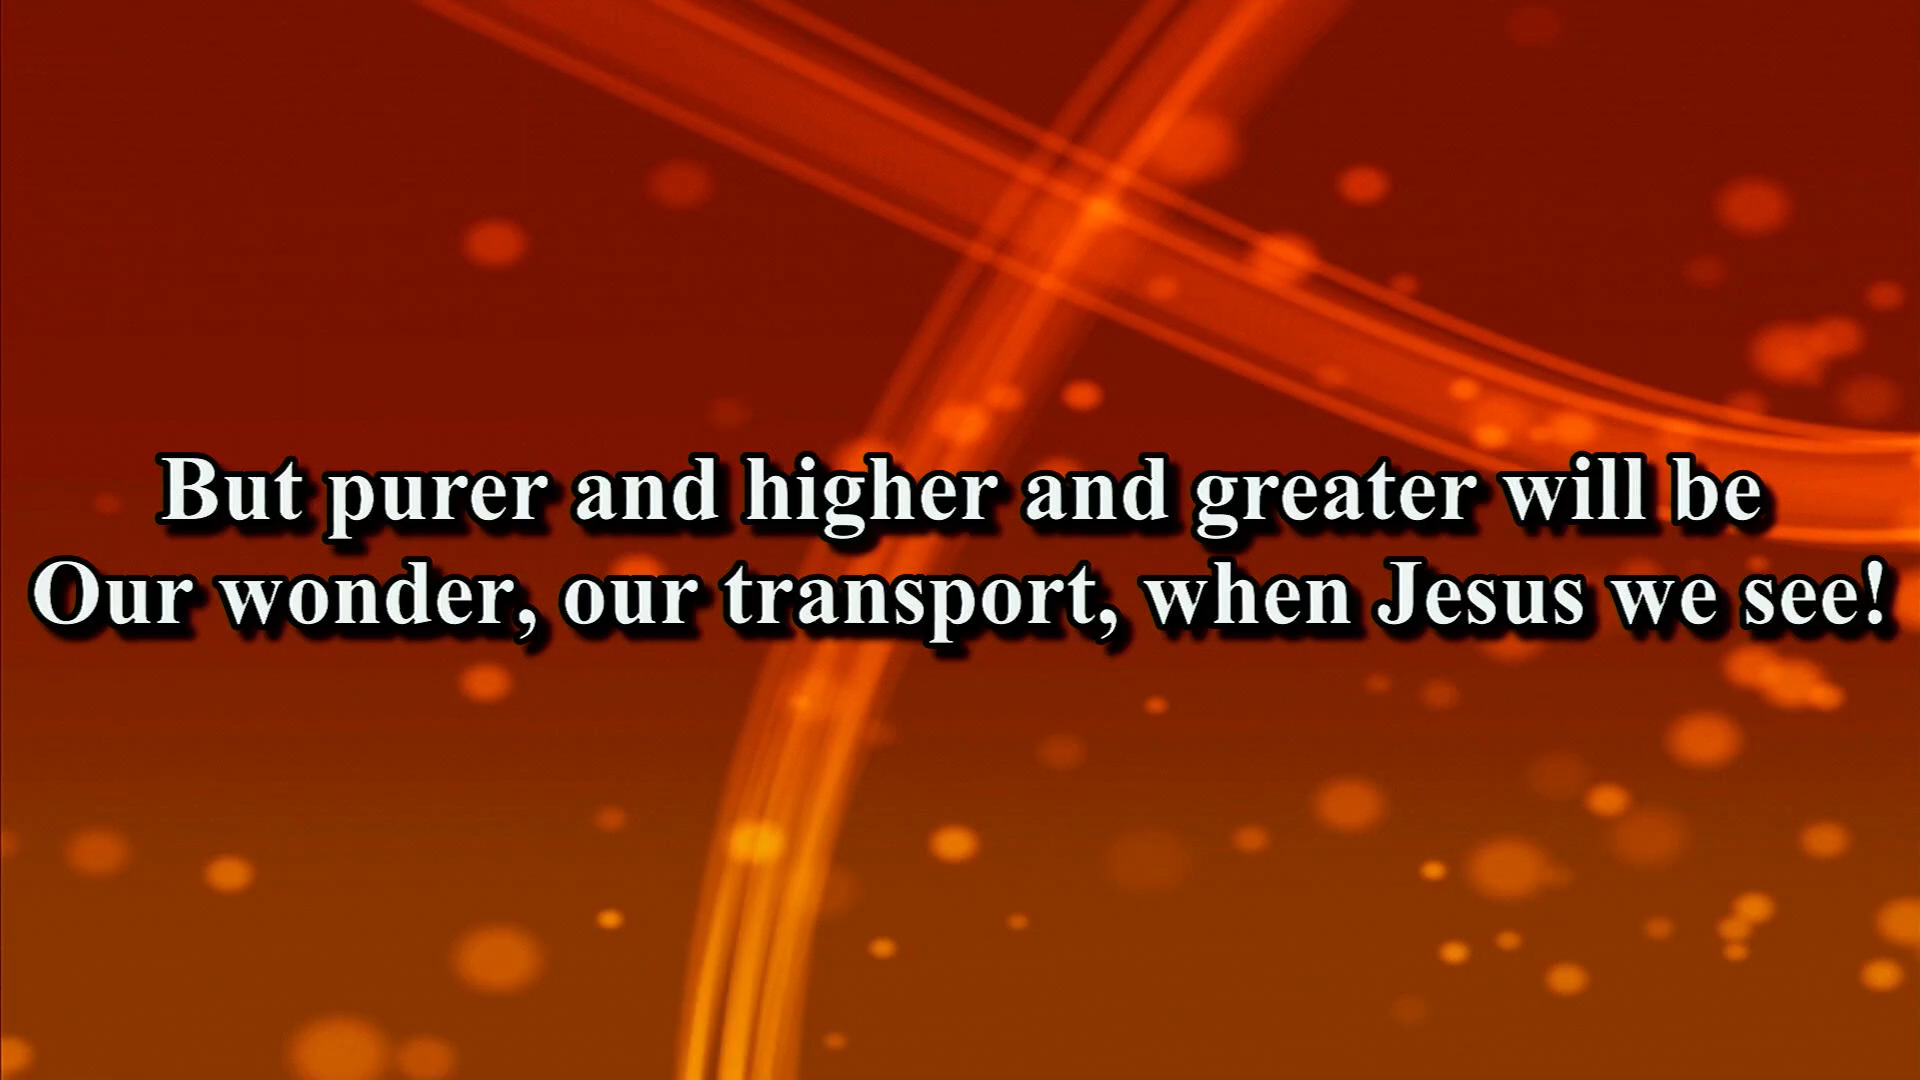 But purer and higher and greater will be
Our wonder, our transport, when Jesus we see!